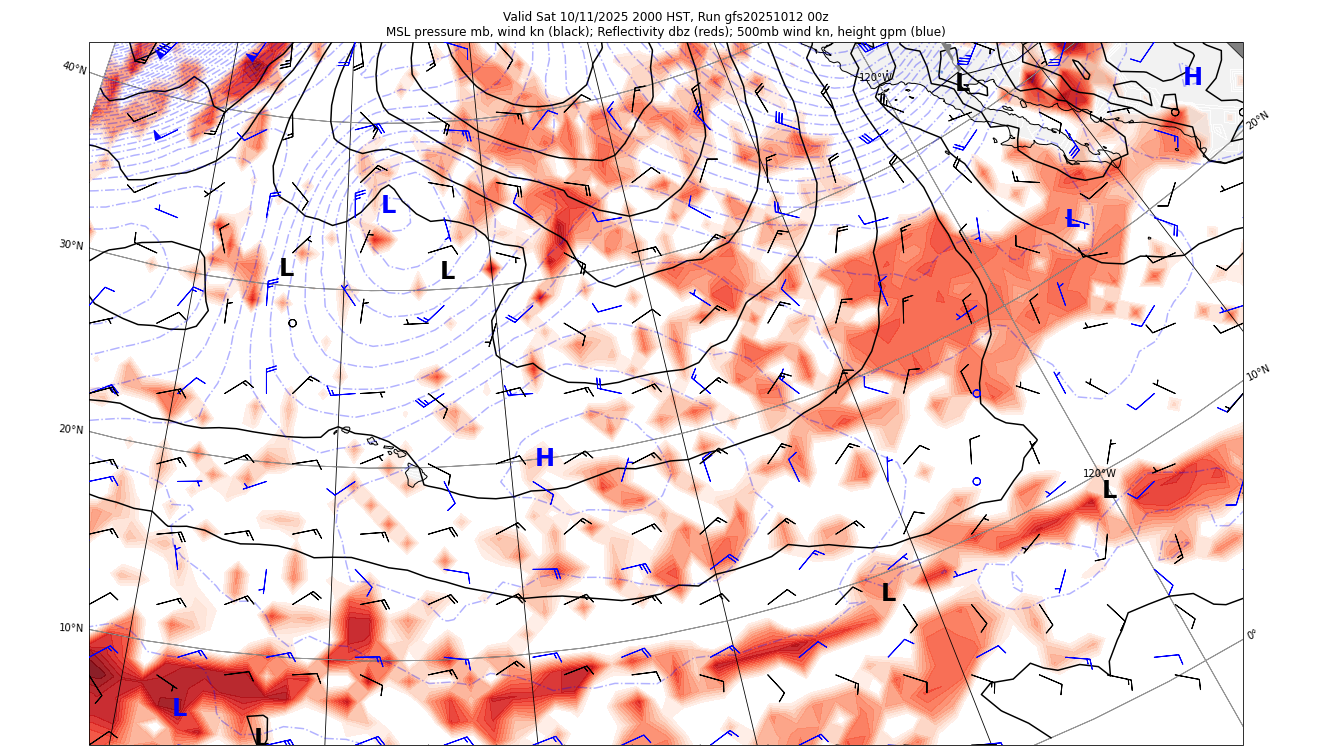 Valid Sat 10/11/2025 2000 HST, Run gfs20251012 00z
MSL pressure mb, wind kn (black); Reflectivity dbz (reds); 500mb wind kn, height gpm (blue)
40°N
120°W
L
H
20°N
L
L
30°N
L
L
10°N
20°N
H
120°W
L
L
10°N
0°
L
L